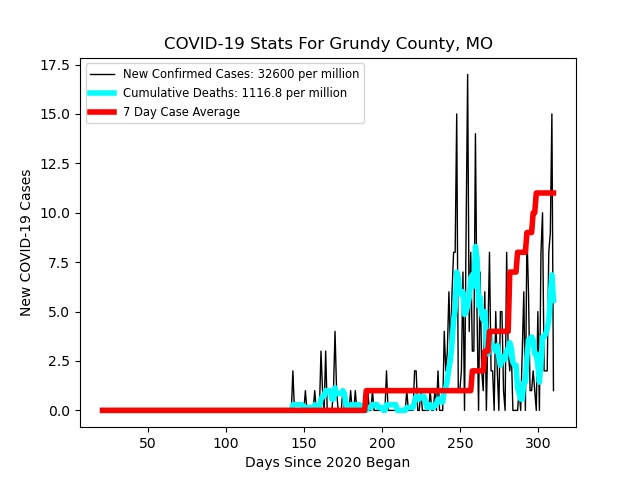 COVID-19 Stats For Grundy County, MO
New Confirmed Cases: 32600 per million
Cumulative Deaths: 1116.8 per million
7 Day Case Average
New COVID-19 Cases
17.5
15.0
12.5
10.0
7.5
5.0
2.5
0.0
50 100 150 200 250 300
Days Since 2020 Began